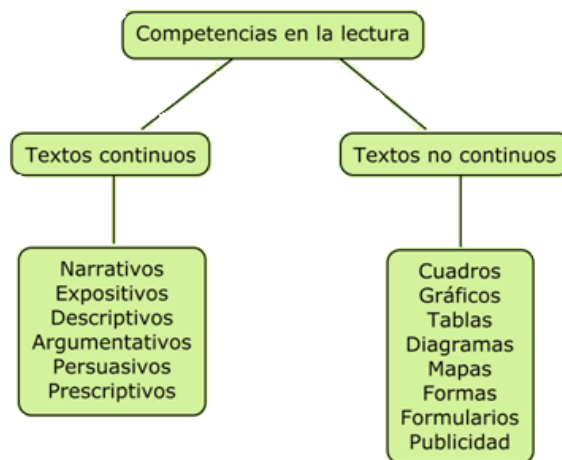 Competencias en la lectura
Textos continuos
Textos no continuos
Narrativos
Expositivos
Descriptivos
Argumentativos
Persuasivos
Prescriptivos
Cuadros
Gráficos
Tablas
Diagramas
Mapas
Formas
Formularios
Publicidad